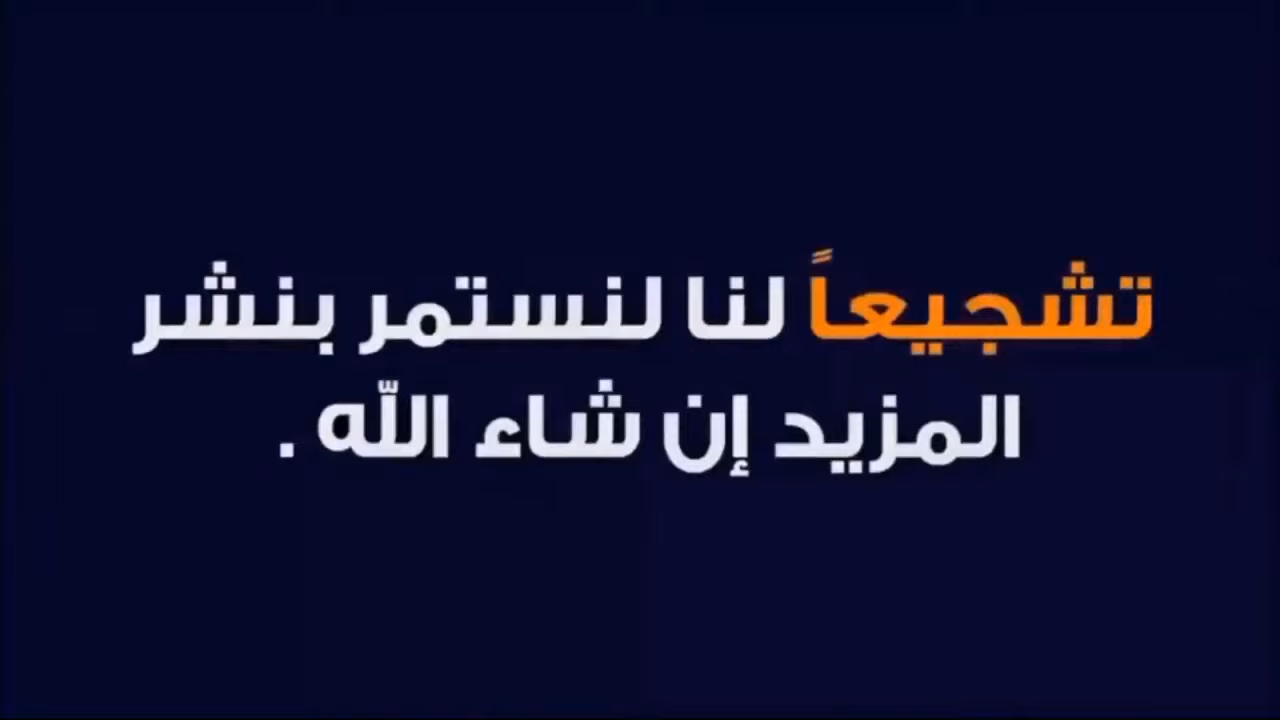 تشجيعاً لنا لنستمر بنشر
المزيد إن شاء الله .